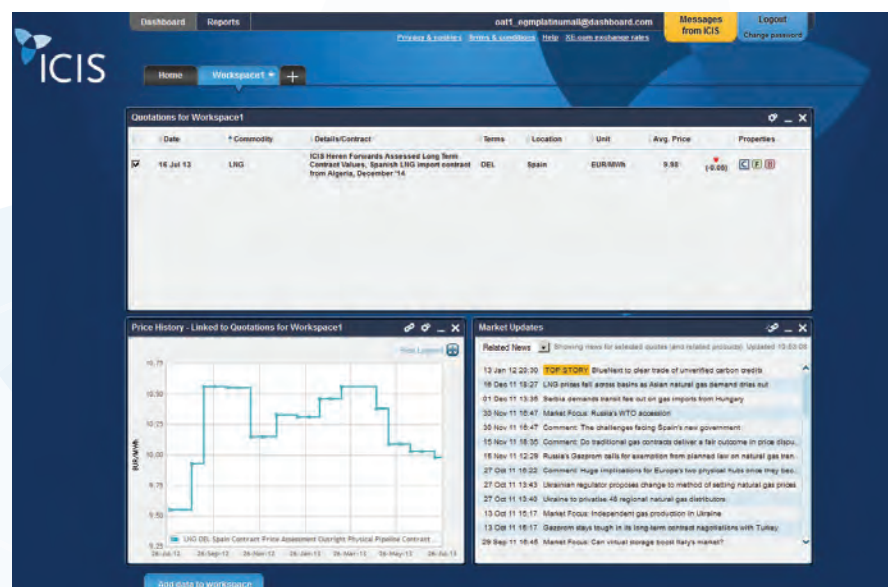 Dashboard Reports oat1_egmplatinumall@dashboard.com Messages from ICIS Logout
Change password
Privacy & cookies Terms & conditions Help XE.com exchange rates
ICIS
Home Workspace1 +
Quotations for Workspace1
Date Commodity Details/Contract Terms Location Unit Avg. Price Properties
16 Jul 13 LNG ICIS Heren Forwards Assessed Long Term Contract Values, Spanish LNG import contract from Algeria, December '14 DEL Spain EUR/MWh (-0.05) C F
Price History - Linked to Quotations for Workspace1
Hide Legend
10.75
10.50
10.25
10.00
9.75
9.50
9.25
EUR/MWh
LNG DEL Spain Contract Price Assessment Outright Physical Pipeline Contract ...
26-Jul-12 26-Sep-12 26-Nov-12 26-Jan-13 26-Mar-13 26-May-13 26-Jul-13
Market Updates
Related News Showing news for selected quotes (and related products) Updated
13 Jan 12 TOP STORY BlueNext to clear trade of unverified carbon credits
16 Dec 11 18:27 LNG prices fall across basins as Asian natural gas demand dries out
01 Dec 11 13:36 Serbia demands transit fee cut on gas imports from Hungary
30 Nov 11 16:47 Market Focus: Russia's WTO accession
30 Nov 11 16:47 Comment: The challenges facing Spain's new government
15 Nov 11 18:35 Comment: Do traditional gas contracts deliver a fair outcome in price dispu..
15 Nov 11 12:29 Russia's Gazprom calls for exemption from planned law on natural gas tran..
27 Oct 11 16:22 Comment: Huge implications for Europe's two physical hubs once they bec..
27 Oct 11 13:43 Ukrainian regulator proposes change to method of setting natural gas prices
27 Oct 11 13:43 Ukraine to privatise 45 regional natural gas distributors
13 Oct 11 15:17 Market Focus: Independent gas production in Ukraine
13 Oct 11 15:17 Gazprom stays tough in its long-term contract negotiations with Turkey
29 Sep 11 16:45 Market Focus: Can virtual storage boost Italy's market?
Add data to workspace